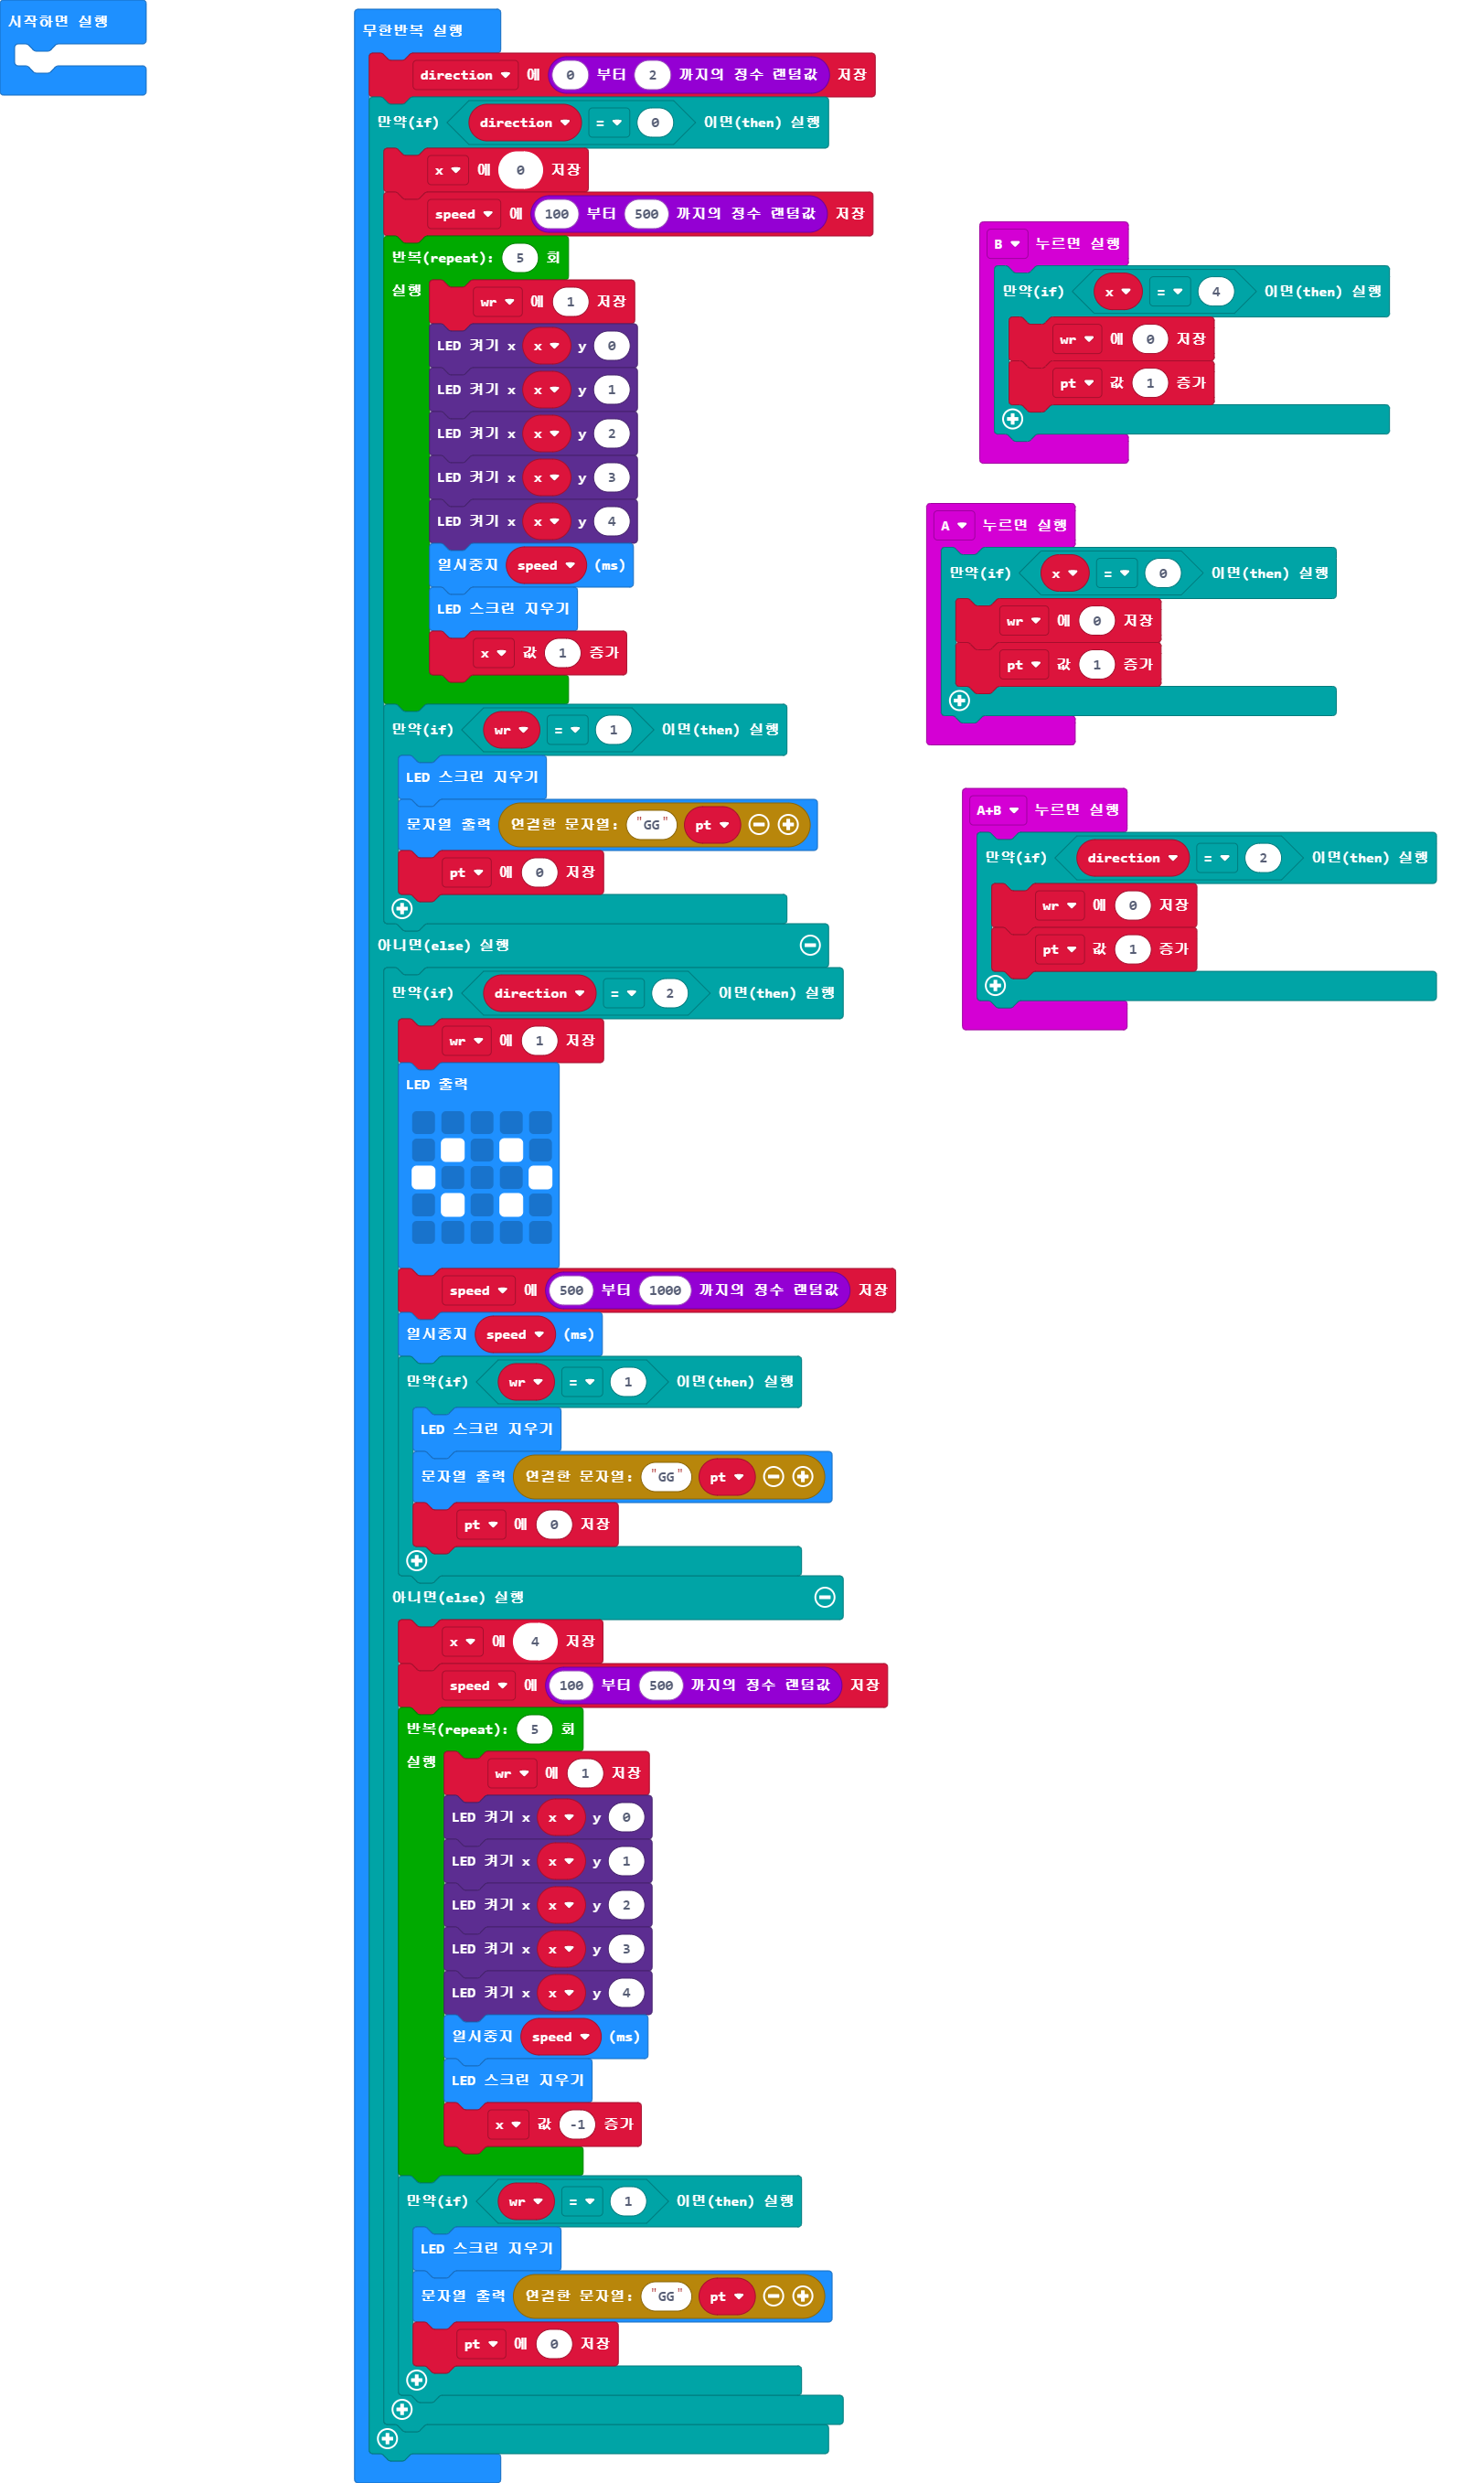 시작하면 실행
무한반복 실행
direction 에 0 부터 2 까지의 정수 랜덤값 저장
만약(if) direction = 0 이면(then) 실행
x 에 0 저장
speed 에 100 부터 500 까지의 정수 랜덤값 저장
반복(repeat): 5 회
실행
wr 에 1 저장
LED 켜기 x x y 0
LED 켜기 x x y 1
LED 켜기 x x y 2
LED 켜기 x x y 3
LED 켜기 x x y 4
일시중지 speed (ms)
LED 스크린 지우기
x 값 1 증가
만약(if) wr = 1 이면(then) 실행
LED 스크린 지우기
문자열 출력 연결한 문자열: "GG" pt
pt 에 0 저장
아니면(else) 실행
만약(if) direction = 2 이면(then) 실행
wr 에 1 저장
LED 출력
speed 에 500 부터 1000 까지의 정수 랜덤값 저장
일시중지 speed (ms)
만약(if) wr = 1 이면(then) 실행
LED 스크린 지우기
문자열 출력 연결한 문자열: "GG" pt
pt 에 0 저장
아니면(else) 실행
x 에 4 저장
speed 에 100 부터 500 까지의 정수 랜덤값 저장
반복(repeat): 5 회
실행
wr 에 1 저장
LED 켜기 x x y 0
LED 켜기 x x y 1
LED 켜기 x x y 2
LED 켜기 x x y 3
LED 켜기 x x y 4
일시중지 speed (ms)
LED 스크린 지우기
x 값 -1 증가
만약(if) wr = 1 이면(then) 실행
LED 스크린 지우기
문자열 출력 연결한 문자열: "GG" pt
pt 에 0 저장
B 누르면 실행
만약(if) x = 4 이면(then) 실행
wr 에 0 저장
pt 값 1 증가
A 누르면 실행
만약(if) x = 0 이면(then) 실행
wr 에 0 저장
pt 값 1 증가
A+B 누르면 실행
만약(if) direction = 2 이면(then) 실행
wr 에 0 저장
pt 값 1 증가